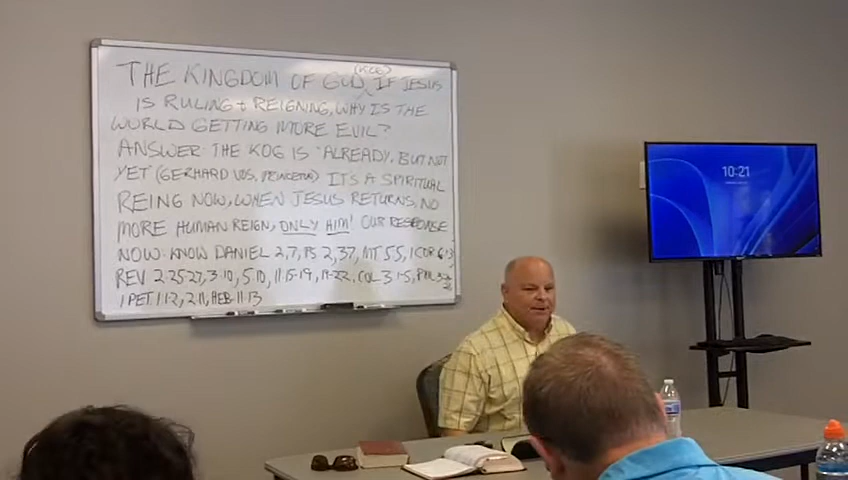 (KOG)
THE KINGDOM OF GOD, IF JESUS
IS RULING + REIGNING, WHY IS THE
WORLD GETTING MORE EVIL?
ANSWER: THE KOG IS "ALREADY, BUT NOT
YET" (GERHARD VOS, PRINCETON) IT'S A SPIRITUAL
REING NOW, WHEN JESUS RETURNS, NO
MORE HUMAN REIGN, ONLY HIM! OUR RESPONSE
NOW: KNOW DANIEL 2,7, PS 2,37, MT 5:5, 1 COR
REV 2:25-27, 3:10, 5:10, 11:15-19, 19-22, COL 3:1-5,
1 PET 1:1-2, 2:11, HEB 11:13
10:21